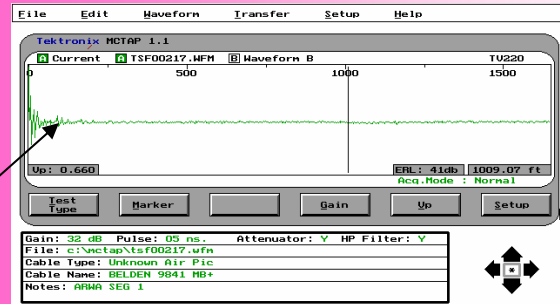 File Edit Waveform Transfer Setup Help
Tektronix MCTAP 1.1
A Current A TSF00217.WFM B Waveform B TV220
0 500 1000 1500
Vp: 0.660 ERL: 41db 1009.07 ft
Acq.Mode : Normal
Test Type Marker Gain Vp Setup
Gain: 32 dB Pulse: 05 ns. Attenuator: Y HP Filter: Y
File: c:\mctap\tsf00217.wfm
Cable Type: Unknown Air Pic
Cable Name: BELDEN 9841 MB+
Notes: ARWA SEG 1